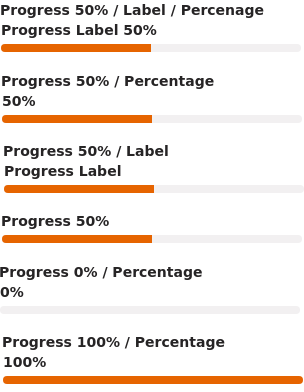 Progress 50% / Label / Percenage
Progress Label 50%
Progress 50% / Percentage
50%
Progress 50% / Label
Progress Label
Progress 50%
Progress 0% / Percentage
0%
Progress 100% / Percentage
100%